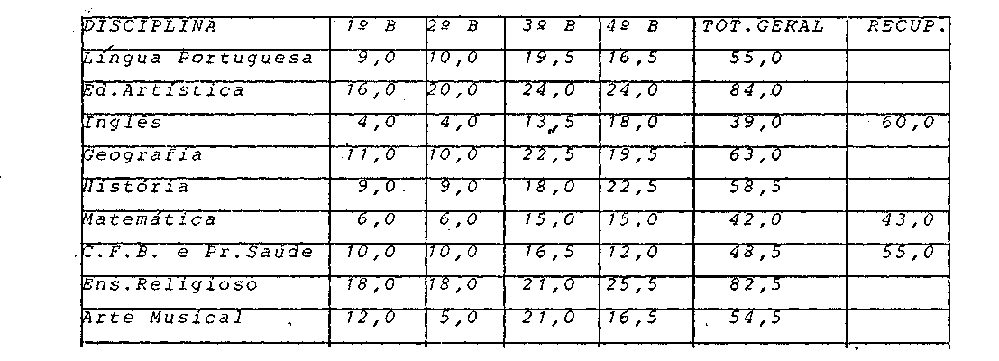 DISCIPLINA 1º B 2º B 3º B 4º B TOT.GERAL RECUP.
Língua Portuguesa 9,0 10,0 19,5 16,5 55,0
Ed.Artística 16,0 20,0 24,0 24,0 84,0
Inglês 4,0 4,0 13,5 18,0 39,0 60,0
Geografia 11,0 10,0 22,5 19,5 63,0
História 9,0 9,0 18,0 22,5 58,5
Matemática 6,0 6,0 15,0 15,0 42,0 43,0
C.F.B. e Pr.Saúde 10,0 10,0 16,5 12,0 48,5 55,0
Ens.Religioso 18,0 18,0 21,0 25,5 82,5
Arte Musical 12,0 5,0 21,0 16,5 54,5